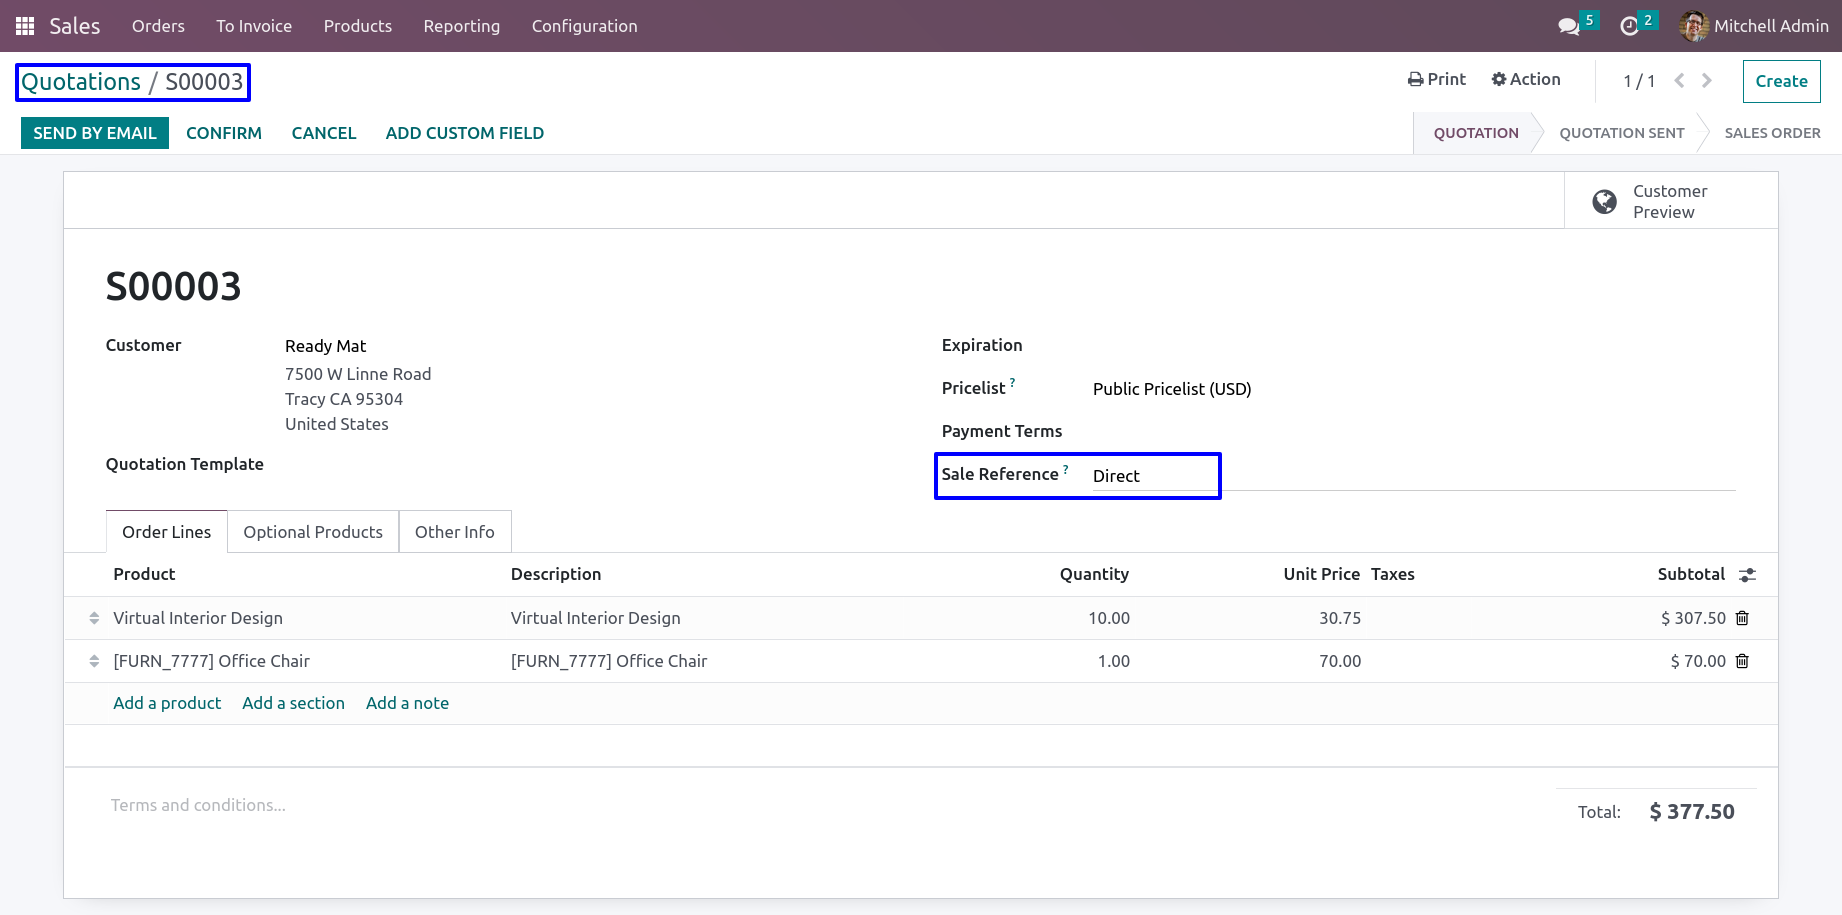 Sales Orders To Invoice Products Reporting Configuration 5 2 Mitchell Admin
Quotations / S00003 Print Action 1 / 1 Create
SEND BY EMAIL CONFIRM CANCEL ADD CUSTOM FIELD QUOTATION QUOTATION SENT SALES ORDER
Customer
Preview
S00003
Customer Ready Mat Expiration
7500 W Linne Road
Pricelist ? Public Pricelist (USD)
Tracy CA 95304
United States
Payment Terms
Quotation Template
Sale Reference ? Direct
Order Lines Optional Products Other Info
Product Description Quantity Unit Price Taxes Subtotal
Virtual Interior Design Virtual Interior Design 10.00 30.75 $ 307.50
[FURN_7777] Office Chair [FURN_7777] Office Chair 1.00 70.00 $ 70.00
Add a product Add a section Add a note
Terms and conditions...
Total: $ 377.50